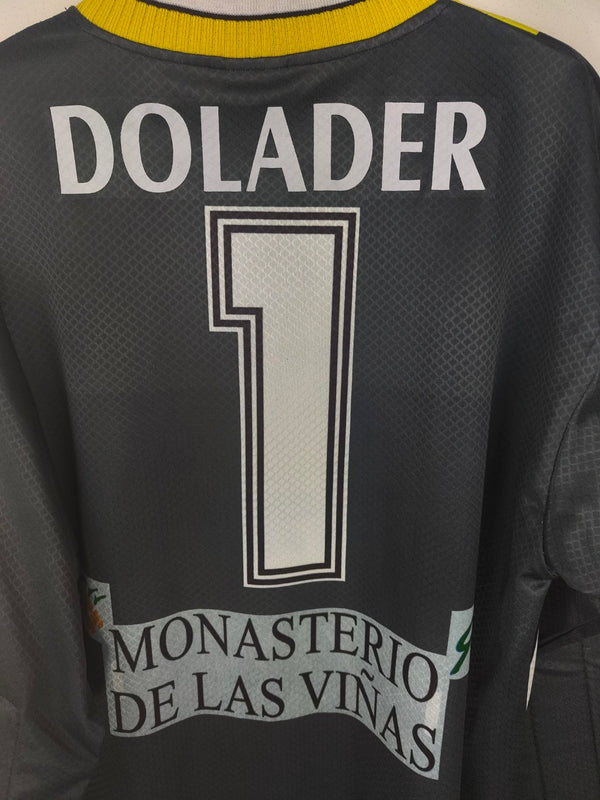 DOLADER
1
MONASTERIO
DE LAS VIÑAS